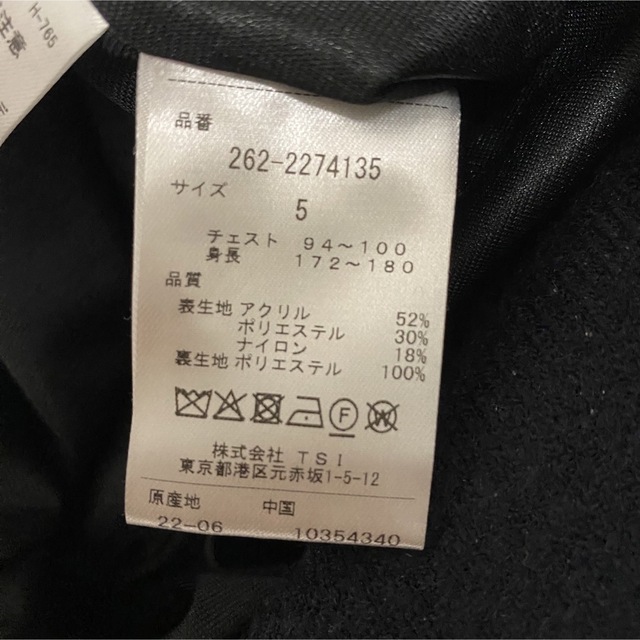 H-765
注意
品番
262-2274135
サイズ
5
チェスト 94～100
身長 172～180
品質
表生地 アクリル 52%
ポリエステル 30%
ナイロン 18%
裏生地 ポリエステル 100%
F W
株式会社 TSI
東京都港区元赤坂1-5-12
原産地 中国
22-06 10354340